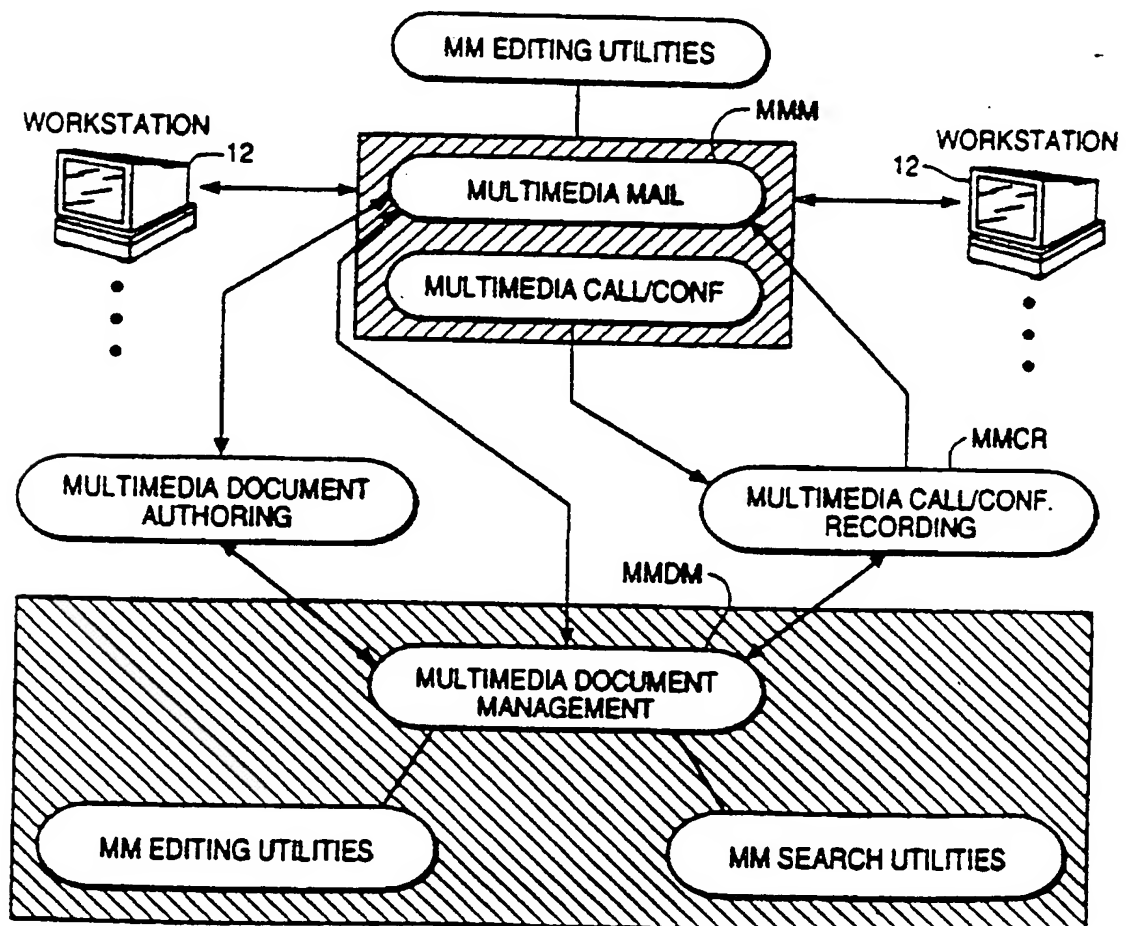 MM EDITING UTILITIES
MMM
WORKSTATION
12
WORKSTATION
12
MULTIMEDIA MAIL
MULTIMEDIA CALL/CONF
MMCR
MULTIMEDIA DOCUMENT
AUTHORING
MULTIMEDIA CALL/CONF.
RECORDING
MMDM
MULTIMEDIA DOCUMENT
MANAGEMENT
MM EDITING UTILITIES
MM SEARCH UTILITIES